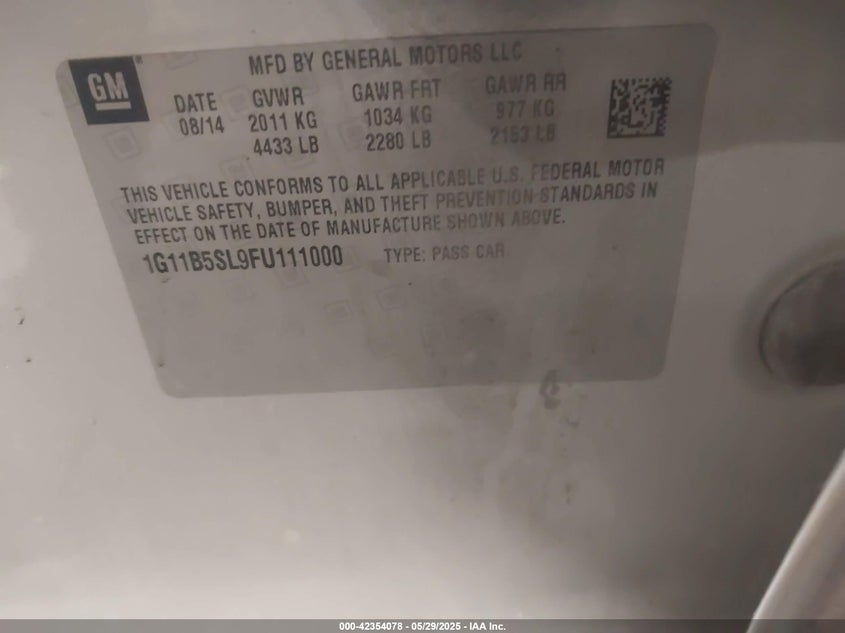 GM
MFD BY GENERAL MOTORS LLC
DATE GVWR GAWR FRT GAWR RR
08/14 2011 KG 1034 KG 977 KG
4433 LB 2280 LB 2153 LB
THIS VEHICLE CONFORMS TO ALL APPLICABLE U.S. FEDERAL MOTOR
VEHICLE SAFETY, BUMPER, AND THEFT PREVENTION STANDARDS IN
EFFECT ON THE DATE OF MANUFACTURE SHOWN ABOVE.
1G11B5SL9FU111000 TYPE: PASS CAR
000-42354078 - 05/29/2025 - IAA Inc.